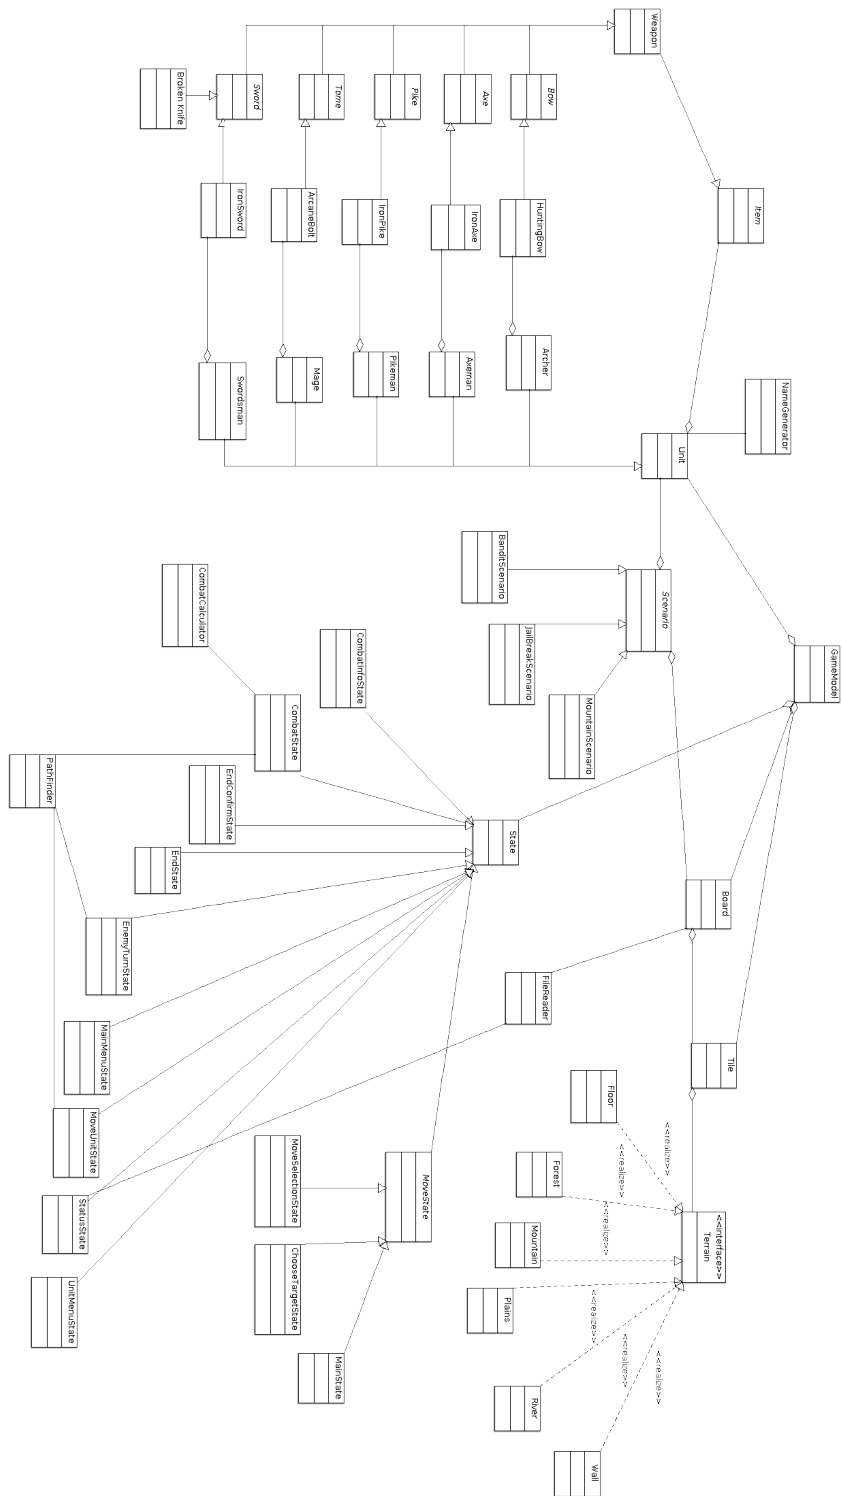 Weapon
Item
NameGenerator
Unit
GameModel
Bow
Axe
Pike
Tome
Sword
Broken Knife
HuntingBow
IronAxe
IronPike
ArcaneBolt
IronSword
Archer
Axeman
Pikeman
Mage
Swordsman
Scenario
BanditScenario
JailBreakScenario
MountainScenario
CombatInfoState
CombatCalculator
CombatState
EndConfirmState
PathFinder
EndState
State
EnemyTurnState
Board
FileReader
Tile
MainMenuState
MoveUnitState
StatusState
UnitMenuState
MoveState
MoveSelectionState
ChooseTargetState
MainState
<<interface>>
Terrain
Floor
Forest
Mountain
Plains
River
Wall
<<realize>>
<<realize>>
<<realize>>
<<realize>>
<<realize>>
<<realize>>